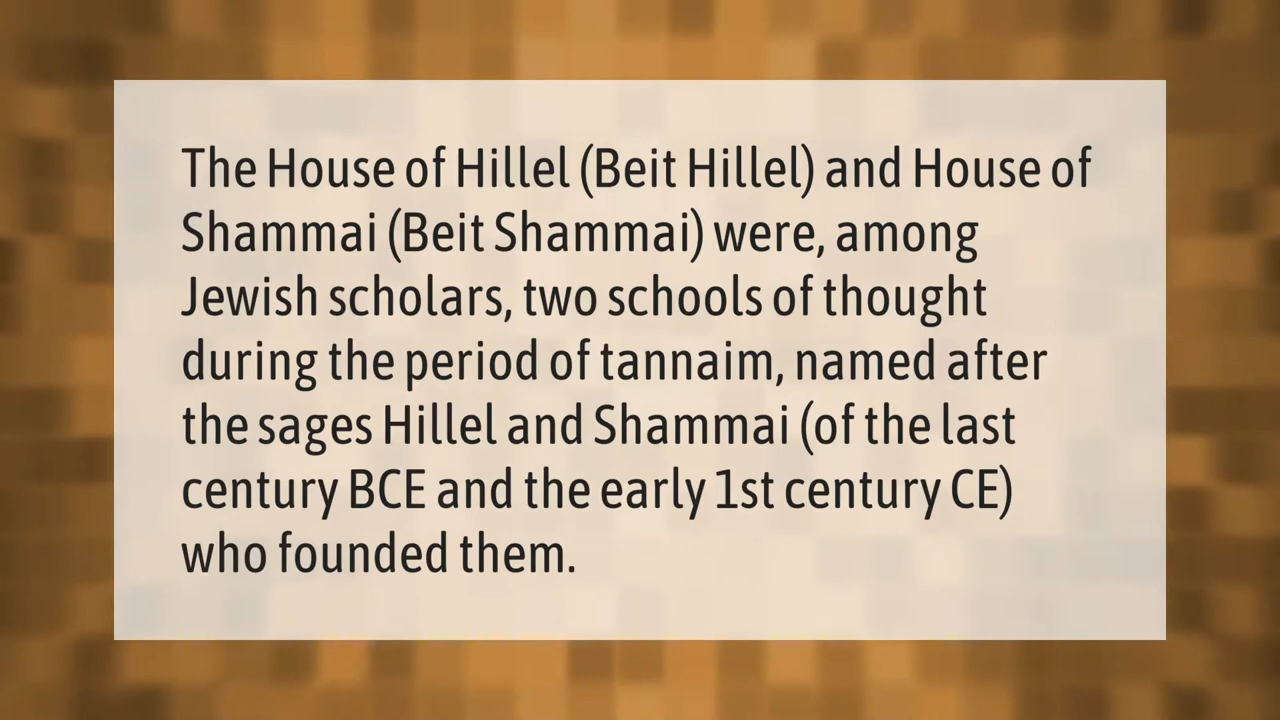 The House of Hillel (Beit Hillel) and House of
Shammai (Beit Shammai) were, among
Jewish scholars, two schools of thought
during the period of tannaim, named after
the sages Hillel and Shammai (of the last
century BCE and the early 1st century CE)
who founded them.